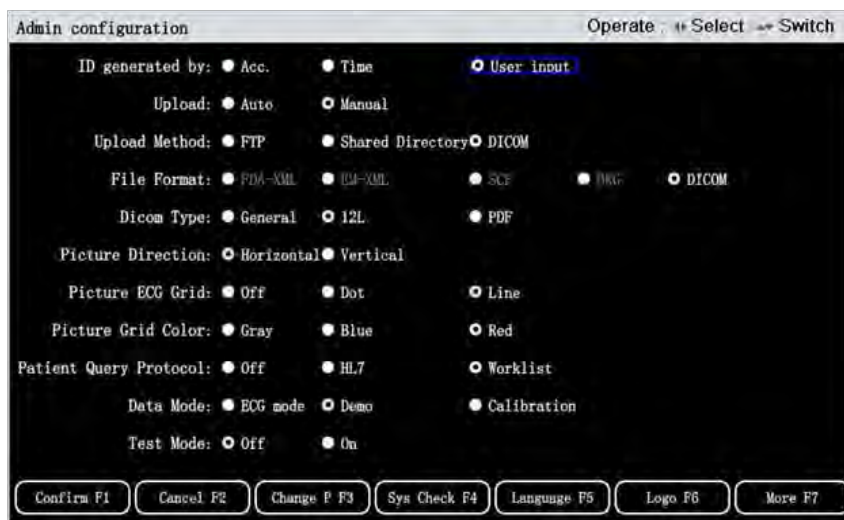 Admin configuration Operate : Select Switch
ID generated by: Acc. Time User input
Upload: Auto Manual
Upload Method: FTP Shared Directory DICOM
File Format: FDA-XML SCF DICOM
Dicom Type: General 12L PDF
Picture Direction: Horizontal Vertical
Picture ECG Grid: Off Dot Line
Picture Grid Color: Gray Blue Red
Patient Query Protocol: Off HL7 Worklist
Data Mode: ECG mode Demo Calibration
Test Mode: Off On
Confirm F1 Cancel F2 Change P F3 Sys Check F4 Language F5 Logo F6 More F7